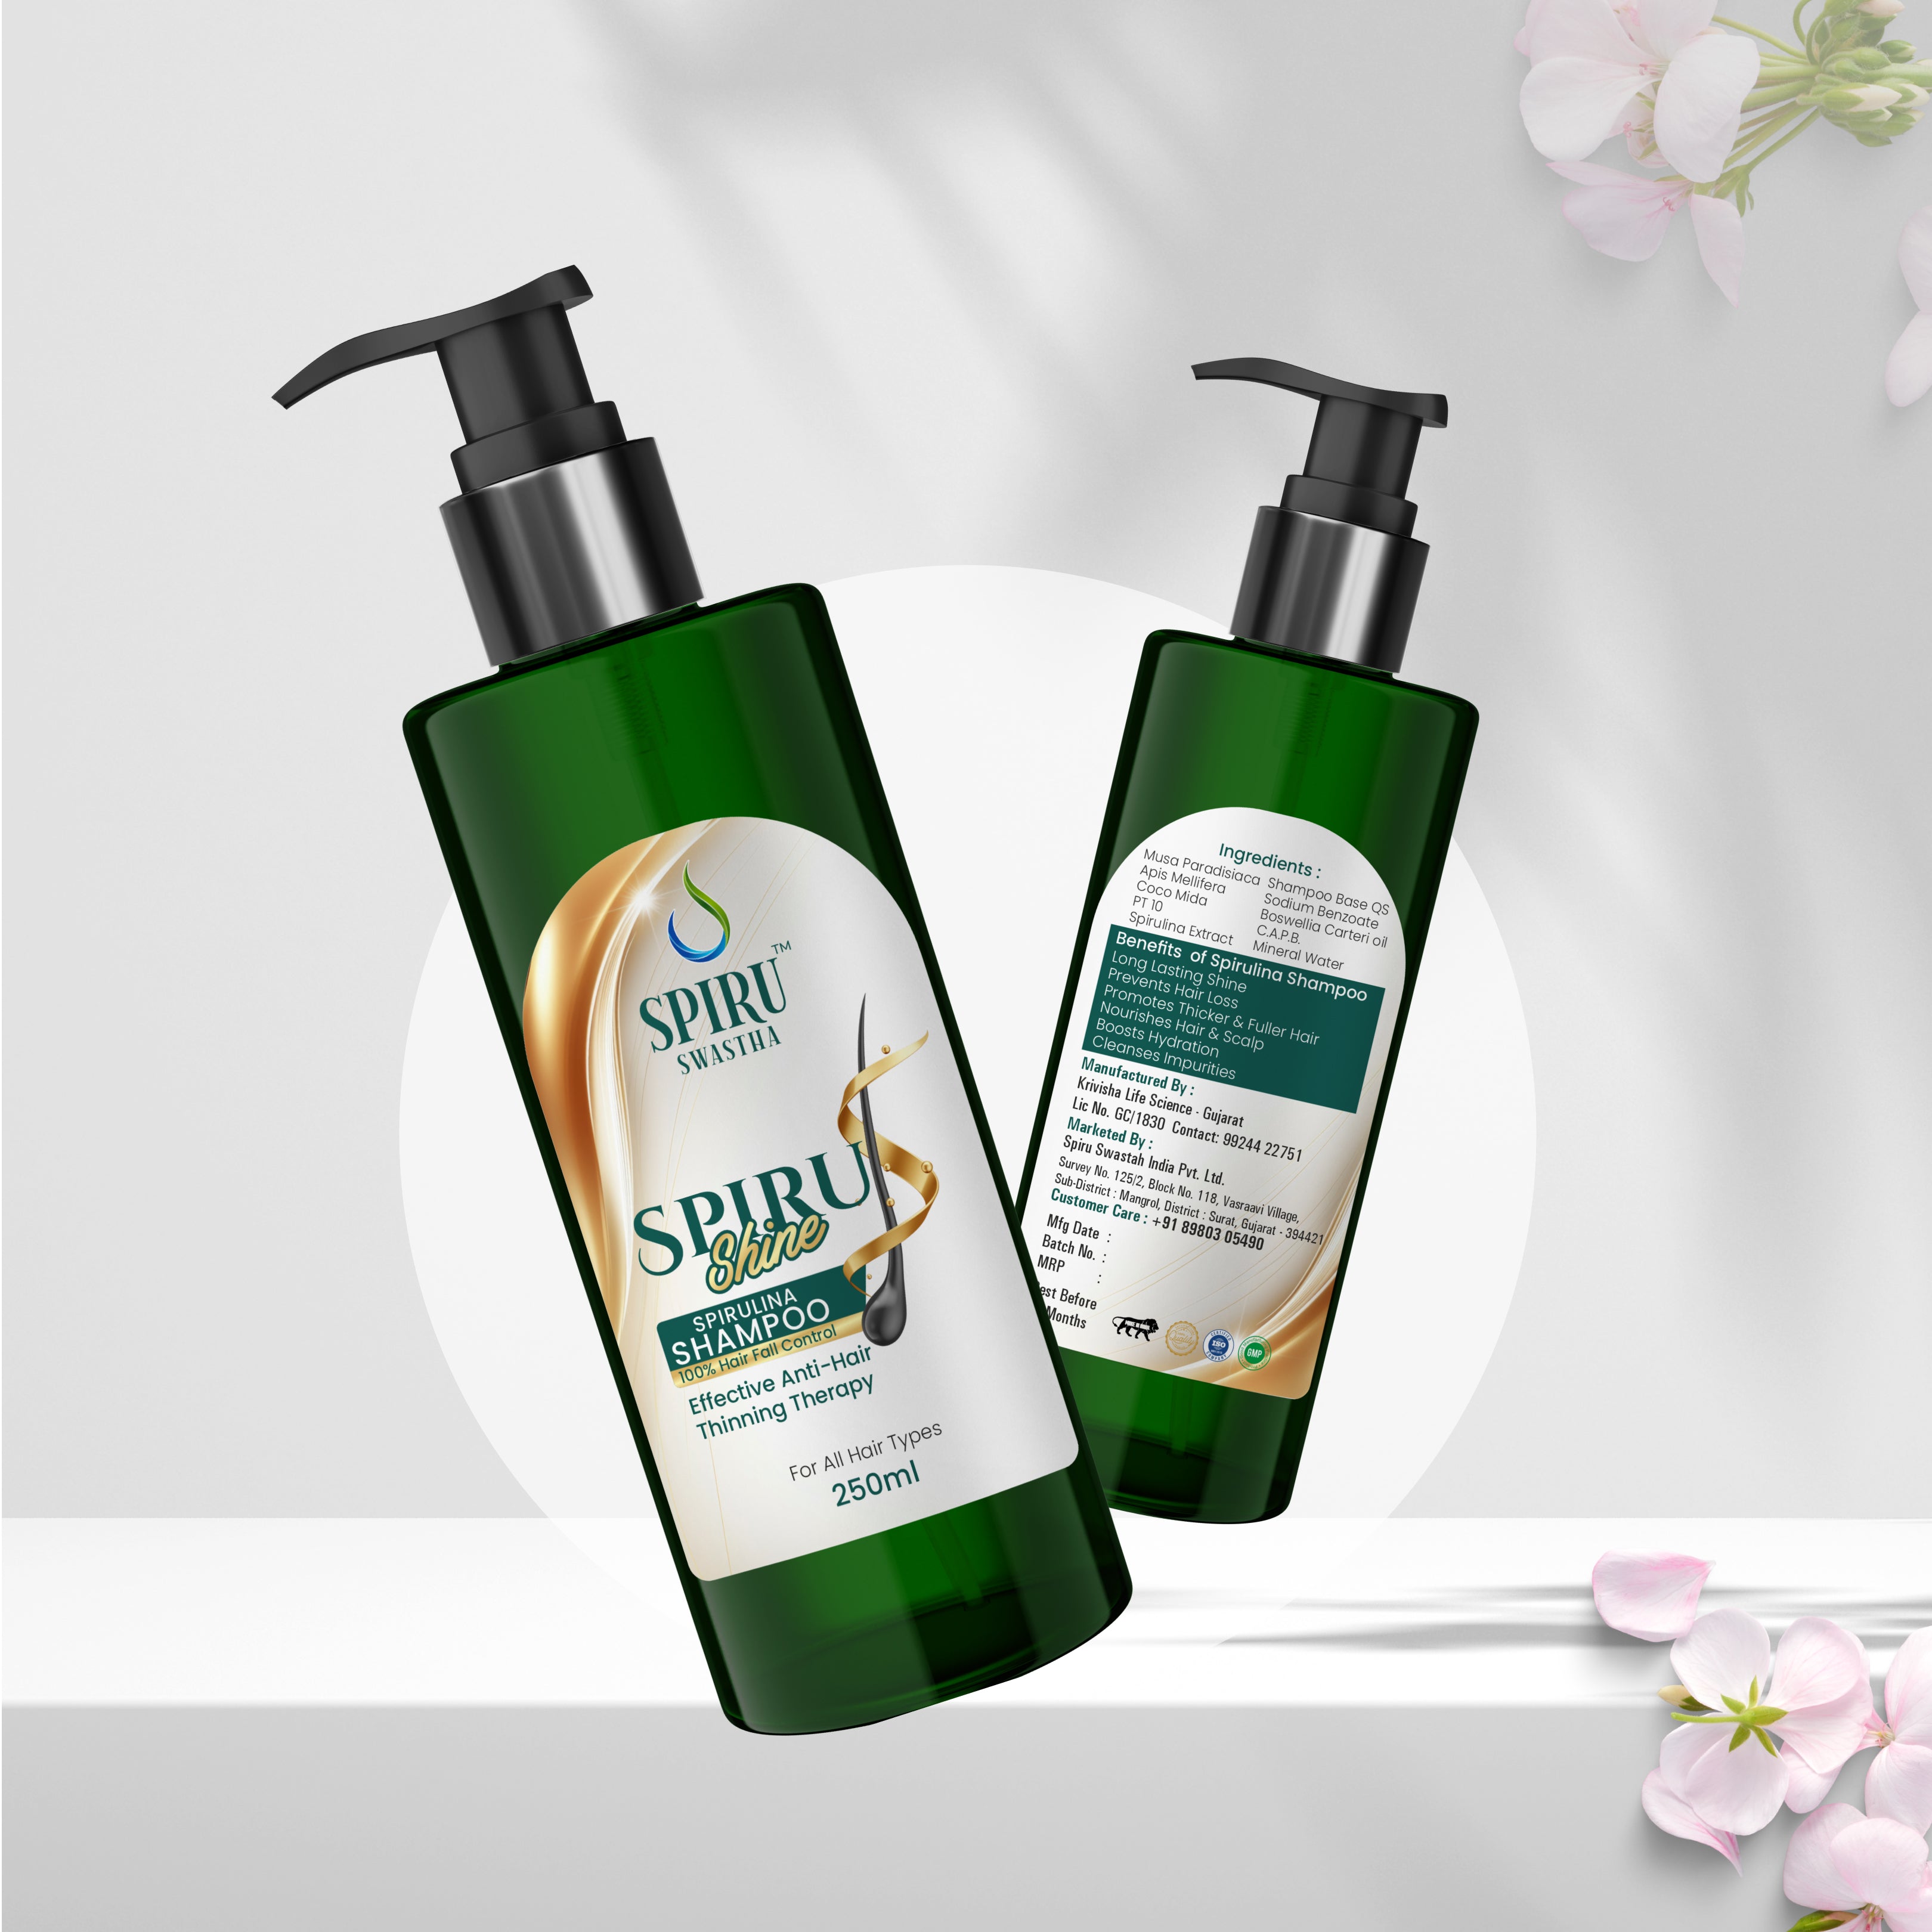 SPIRU™
SWASTHA
SPIRU
Shine
SPIRULINA
SHAMPOO
100% Hair Fall Control
Effective Anti-Hair
Thinning Therapy
For All Hair Types
250ml
Ingredients :
Musa Paradisiaca
Apis Mellifera
Coco Mida
PT 10
Spirulina Extract
Shampoo Base QS
Sodium Benzoate
Boswellia Carteri oil
C.A.P.B.
Mineral Water
Benefits of Spirulina Shampoo
Long Lasting Shine
Prevents Hair Loss
Promotes Thicker & Fuller Hair
Nourishes Hair & Scalp
Boosts Hydration
Cleanses Impurities
Manufactured By :
Krivisha Life Science - Gujarat
Lic No. GC/1830 Contact: 99244 22751
Marketed By :
Spiru Swastah India Pvt. Ltd.
Survey No. 125/2, Block No. 118, Vasraavi Village,
Sub-District : Mangrol, District : Surat, Gujarat - 394421
Customer Care : +91 89803 05490
Mfg Date :
Batch No. :
MRP :
est Before
Months
ISO
GMP